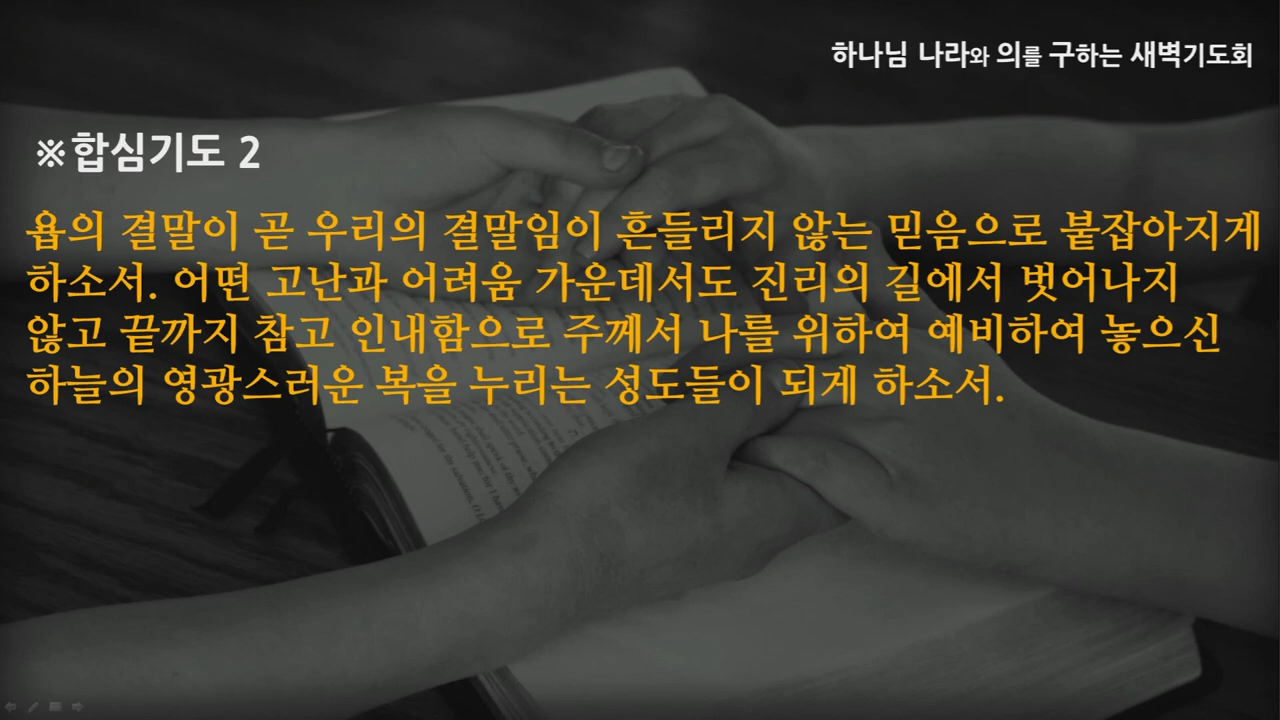 하나님 나라와 의를 구하는 새벽기도회
※합심기도 2
욥의 결말이 곧 우리의 결말임이 흔들리지 않는 믿음으로 붙잡아지게
하소서. 어떤 고난과 어려움 가운데서도 진리의 길에서 벗어나지
않고 끝까지 참고 인내함으로 주께서 나를 위하여 예비하여 놓으신
하늘의 영광스러운 복을 누리는 성도들이 되게 하소서.